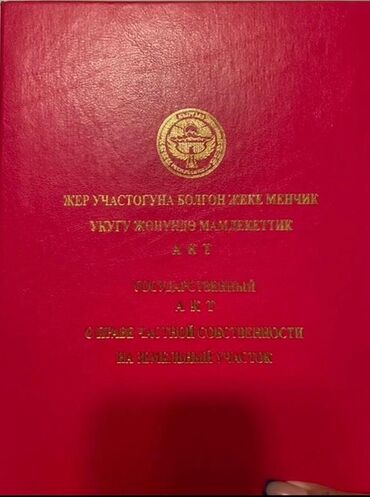 ЖЕР УЧАСТОГУНА БОЛГОН ЖЕКЕ МЕНЧИК
УКУГУ ЖӨНҮНДӨ МАМЛЕКЕТТИК
А К Т
ГОСУДАРСТВЕННЫЙ
А К Т
О ПРАВЕ ЧАСТНОЙ СОБСТВЕННОСТИ
НА ЗЕМЕЛЬНЫЙ УЧАСТОК